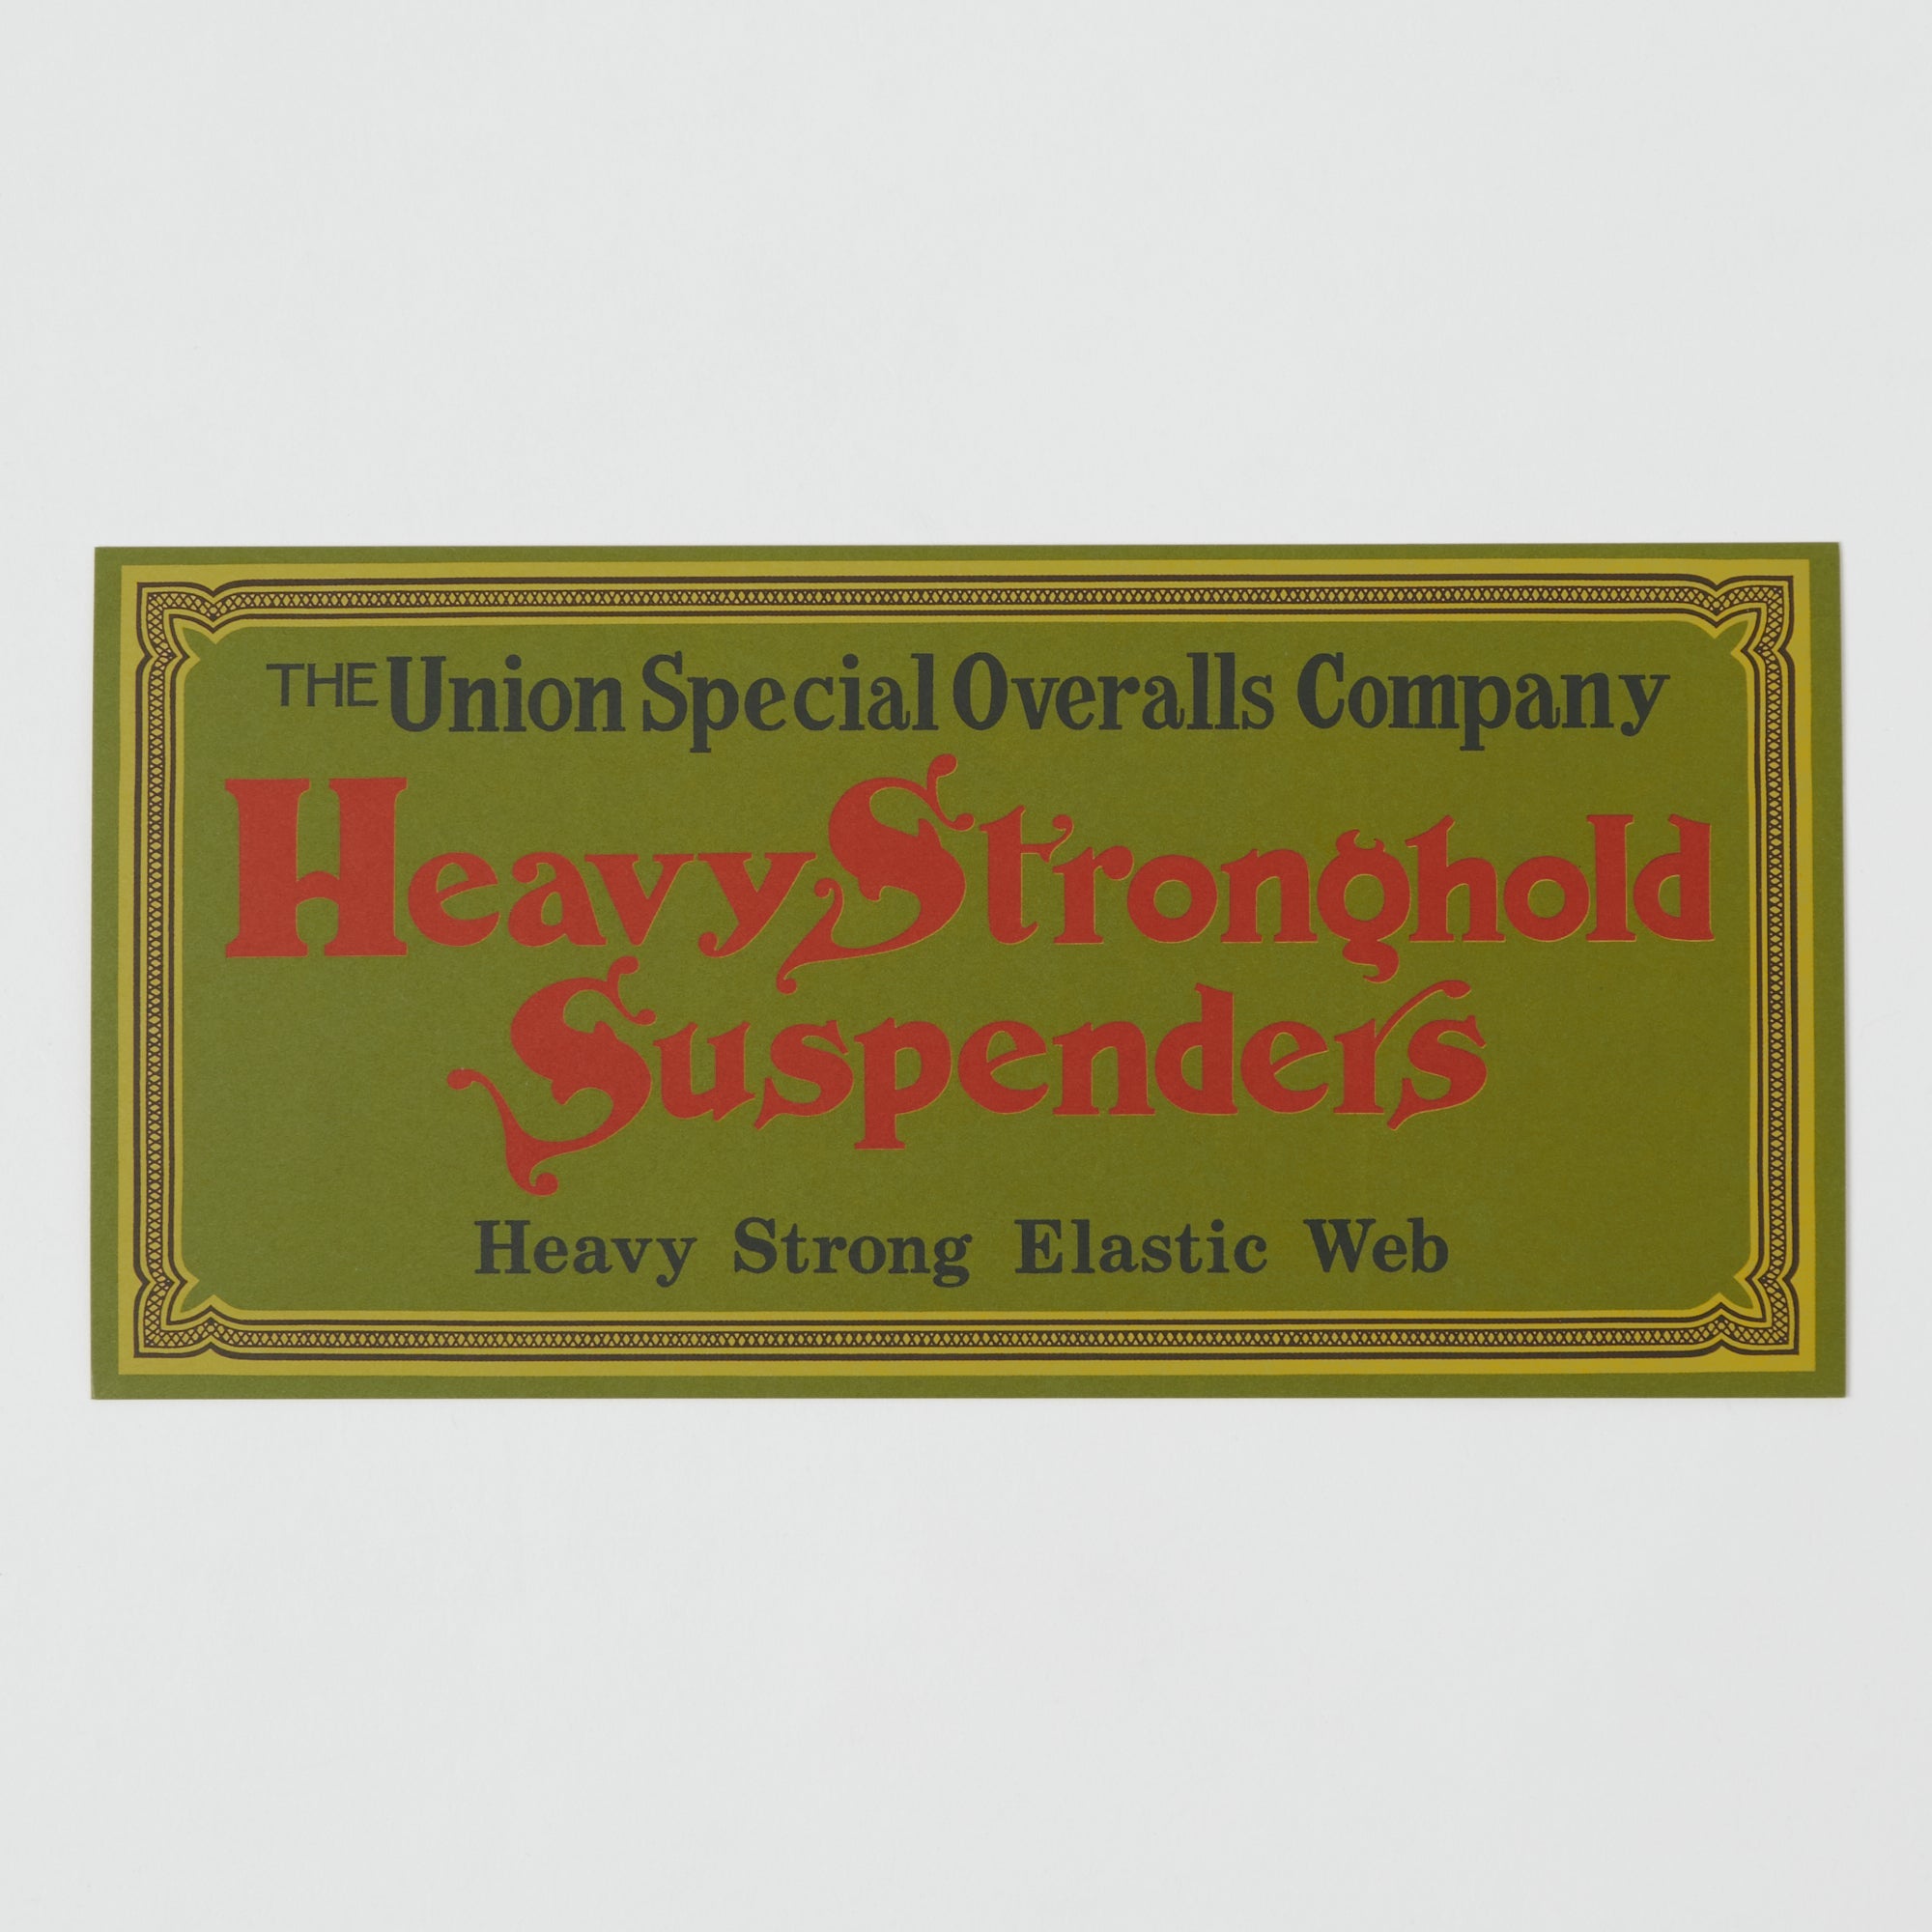 THE Union Special Overalls Company
Heavy Stronghold
Suspenders
Heavy Strong Elastic Web